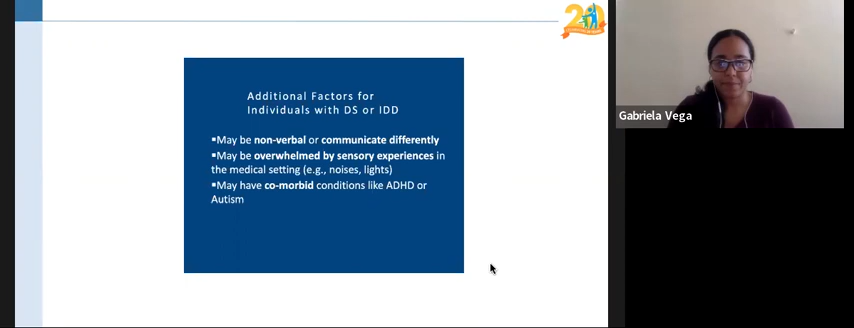 20
Additional Factors for
Individuals with DS or IDD
▪May be non-verbal or communicate differently
▪May be overwhelmed by sensory experiences in
the medical setting (e.g., noises, lights)
▪May have co-morbid conditions like ADHD or
Autism
Gabriela Vega